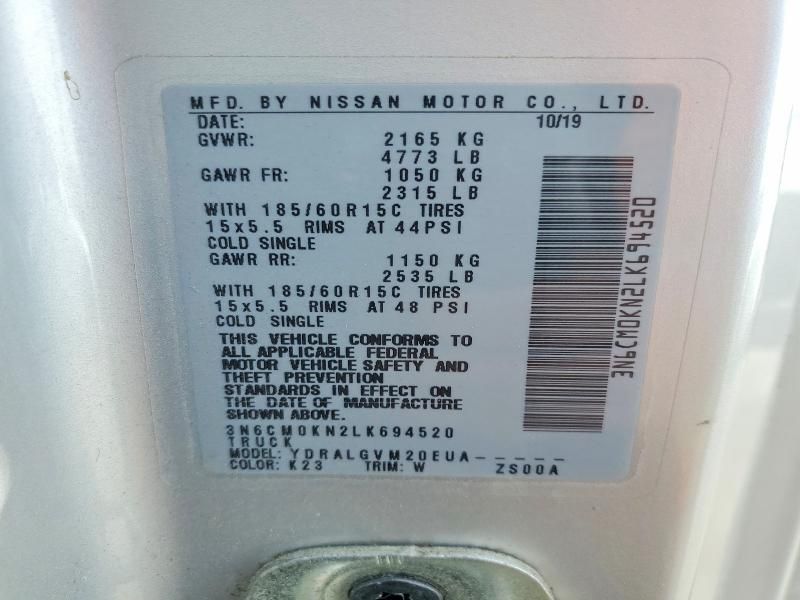 MFD. BY NISSAN MOTOR CO., LTD.
DATE: 10/19
GVWR: 2165 KG
4773 LB
GAWR FR: 1050 KG
2315 LB
WITH 185/60R15C TIRES
15x5.5 RIMS AT 44PSI
COLD SINGLE
GAWR RR: 1150 KG
2535 LB
WITH 185/60R15C TIRES
15x5.5 RIMS AT 48 PSI
COLD SINGLE
THIS VEHICLE CONFORMS TO
ALL APPLICABLE FEDERAL
MOTOR VEHICLE SAFETY AND
THEFT PREVENTION
STANDARDS IN EFFECT ON
THE DATE OF MANUFACTURE
SHOWN ABOVE.
3N6CM0KN2LK694520
TRUCK
MODEL: YDRALGVM20EUA-----
COLOR: K23 TRIM: W ZS00A
3N6CM0KN2LK694520